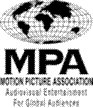 MPA
MOTION PICTURE ASSOCIATION
Audiovisual Entertainment
For Global Audiences